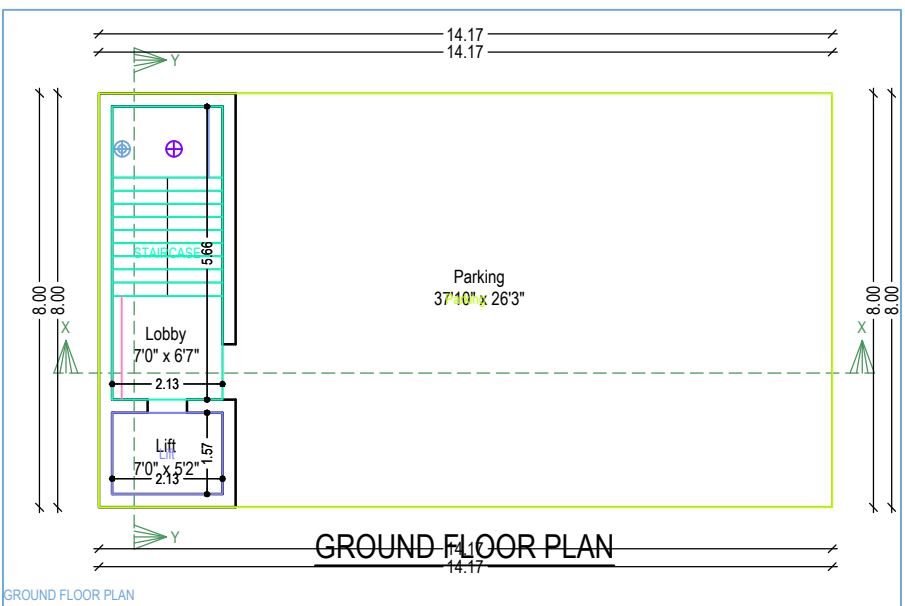 14.17
14.17
Y
8.00
8.00
STAIRCASE
5.66
Parking
37'10" x 26'3"
Parking
8.00
8.00
X
X
Lobby
7'0" x 6'7"
2.13
Lift
Lift
7'0" x 5'2"
1.57
2.13
Y
GROUND FLOOR PLAN
14.17
14.17
GROUND FLOOR PLAN